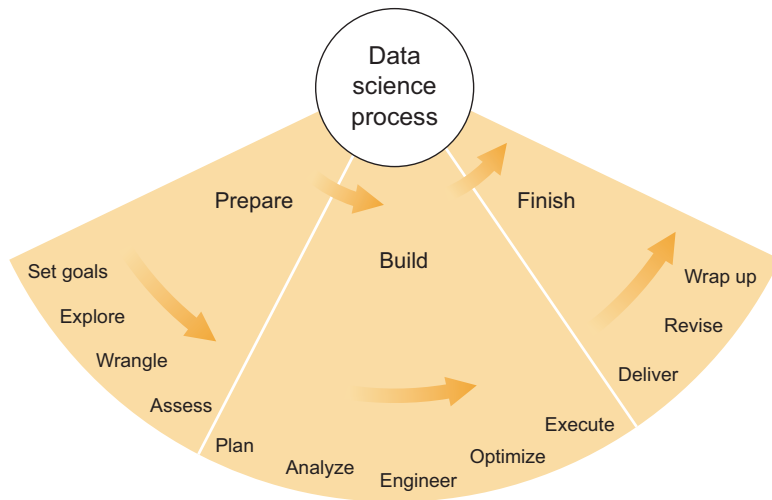 Data
science
process
Prepare
Finish
Build
Set goals
Explore
Wrangle
Assess
Plan
Analyze
Engineer
Optimize
Execute
Deliver
Revise
Wrap up